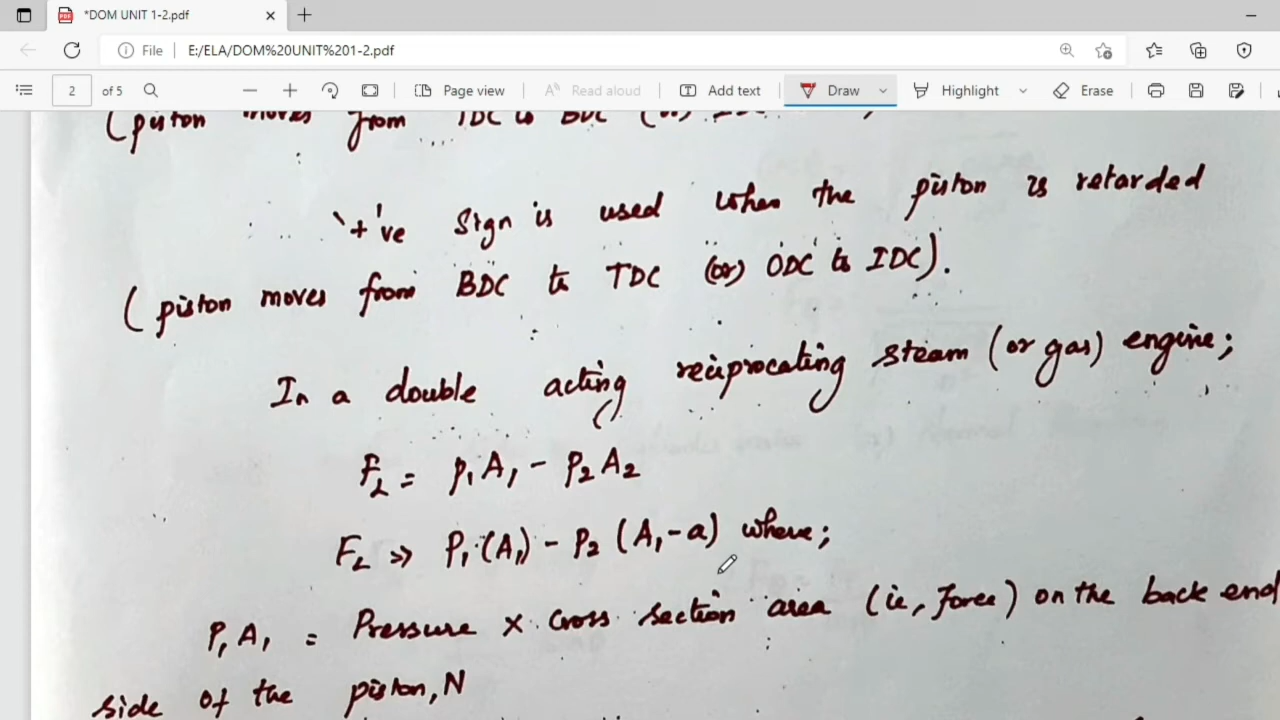 *DOM UNIT 1-2.pdf
File E:/ELA/DOM%20UNIT%201-2.pdf
2 of 5 Page view Read aloud Add text Draw Highlight Erase
(piston moves from TDC to BDC (or)
'+'ve Sign is used when the piston is retarded
(piston moves from BDC to TDC (or) ODC to IDC).
In a double acting reciprocating steam (or gas) engine;
F_L = P₁A₁ - P₂A₂
F_L ⇒ P₁(A₁) - P₂ (A₁-a) where;
P₁A₁ = Pressure × cross section area (ie, force) on the back end
side of the piston, N